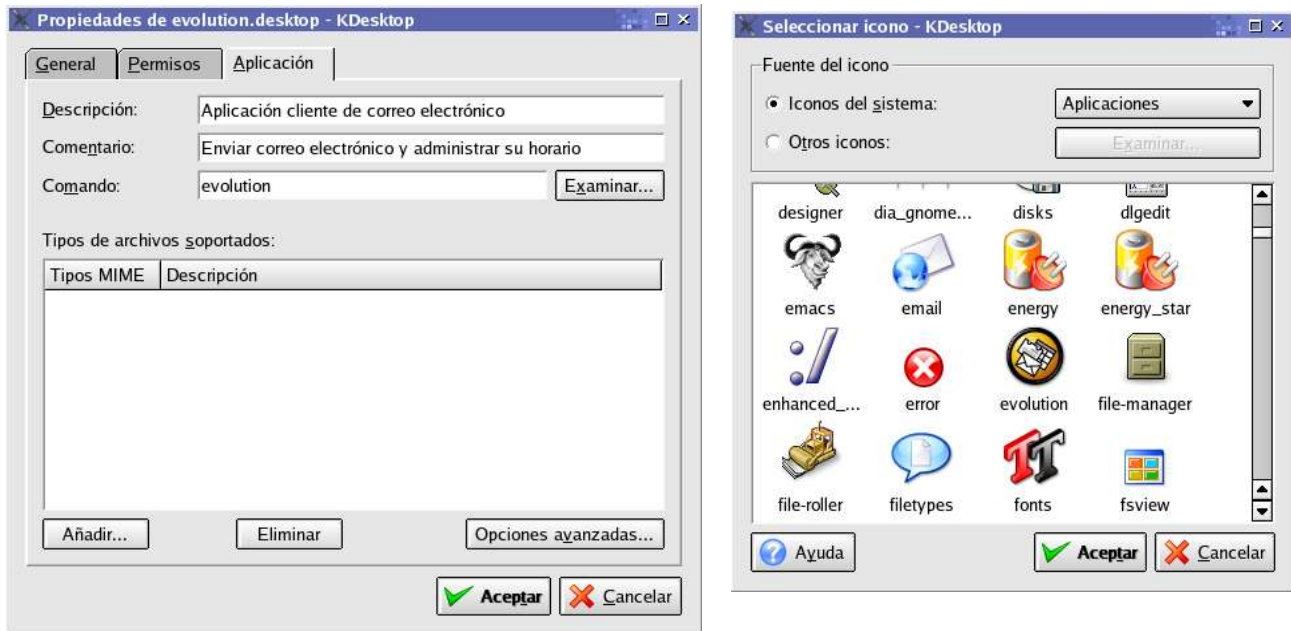 Propiedades de evolution.desktop - KDesktop
General Permisos Aplicación
Descripción: Aplicación cliente de correo electrónico
Comentario: Enviar correo electrónico y administrar su horario
Comando: evolution Examinar...
Tipos de archivos soportados:
Tipos MIME Descripción
Añadir... Eliminar Opciones avanzadas...
Aceptar Cancelar
Seleccionar icono - KDesktop
Fuente del icono
Iconos del sistema: Aplicaciones
Otros iconos: Examinar...
designer dia_gnome... disks dlgedit
emacs email energy energy_star
enhanced_... error evolution file-manager
file-roller filetypes fonts fsview
Ayuda Aceptar Cancelar